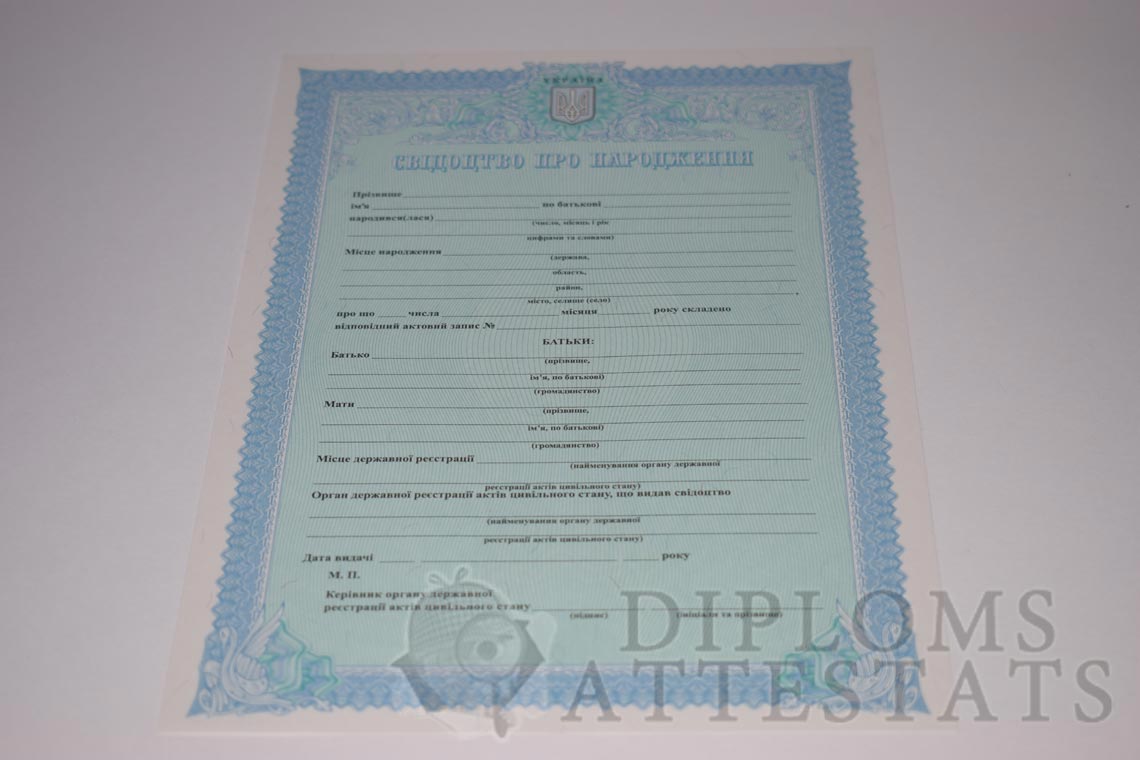 УКРАЇНА
СВІДОЦТВО ПРО НАРОДЖЕННЯ
Прізвище
ім'я по батькові
народився(лася)
(число, місяць і рік
цифрами та словами)
Місце народження
(держава,
область,
район,
місто, селище (село)
про що числа місяця року складено
відповідний актовий запис №
БАТЬКИ:
Батько
(прізвище,
ім'я, по батькові)
(громадянство)
Мати
(прізвище,
ім'я, по батькові)
(громадянство)
Місце державної реєстрації
(найменування органу державної
реєстрації актів цивільного стану)
Орган державної реєстрації актів цивільного стану, що видав свідоцтво
(найменування органу державної
реєстрації актів цивільного стану)
Дата видачі року
М. П.
Керівник органу державної
реєстрації актів цивільного стану
(підпис) (ініціали та прізвище)
DIPLOMS
ATTESTATS